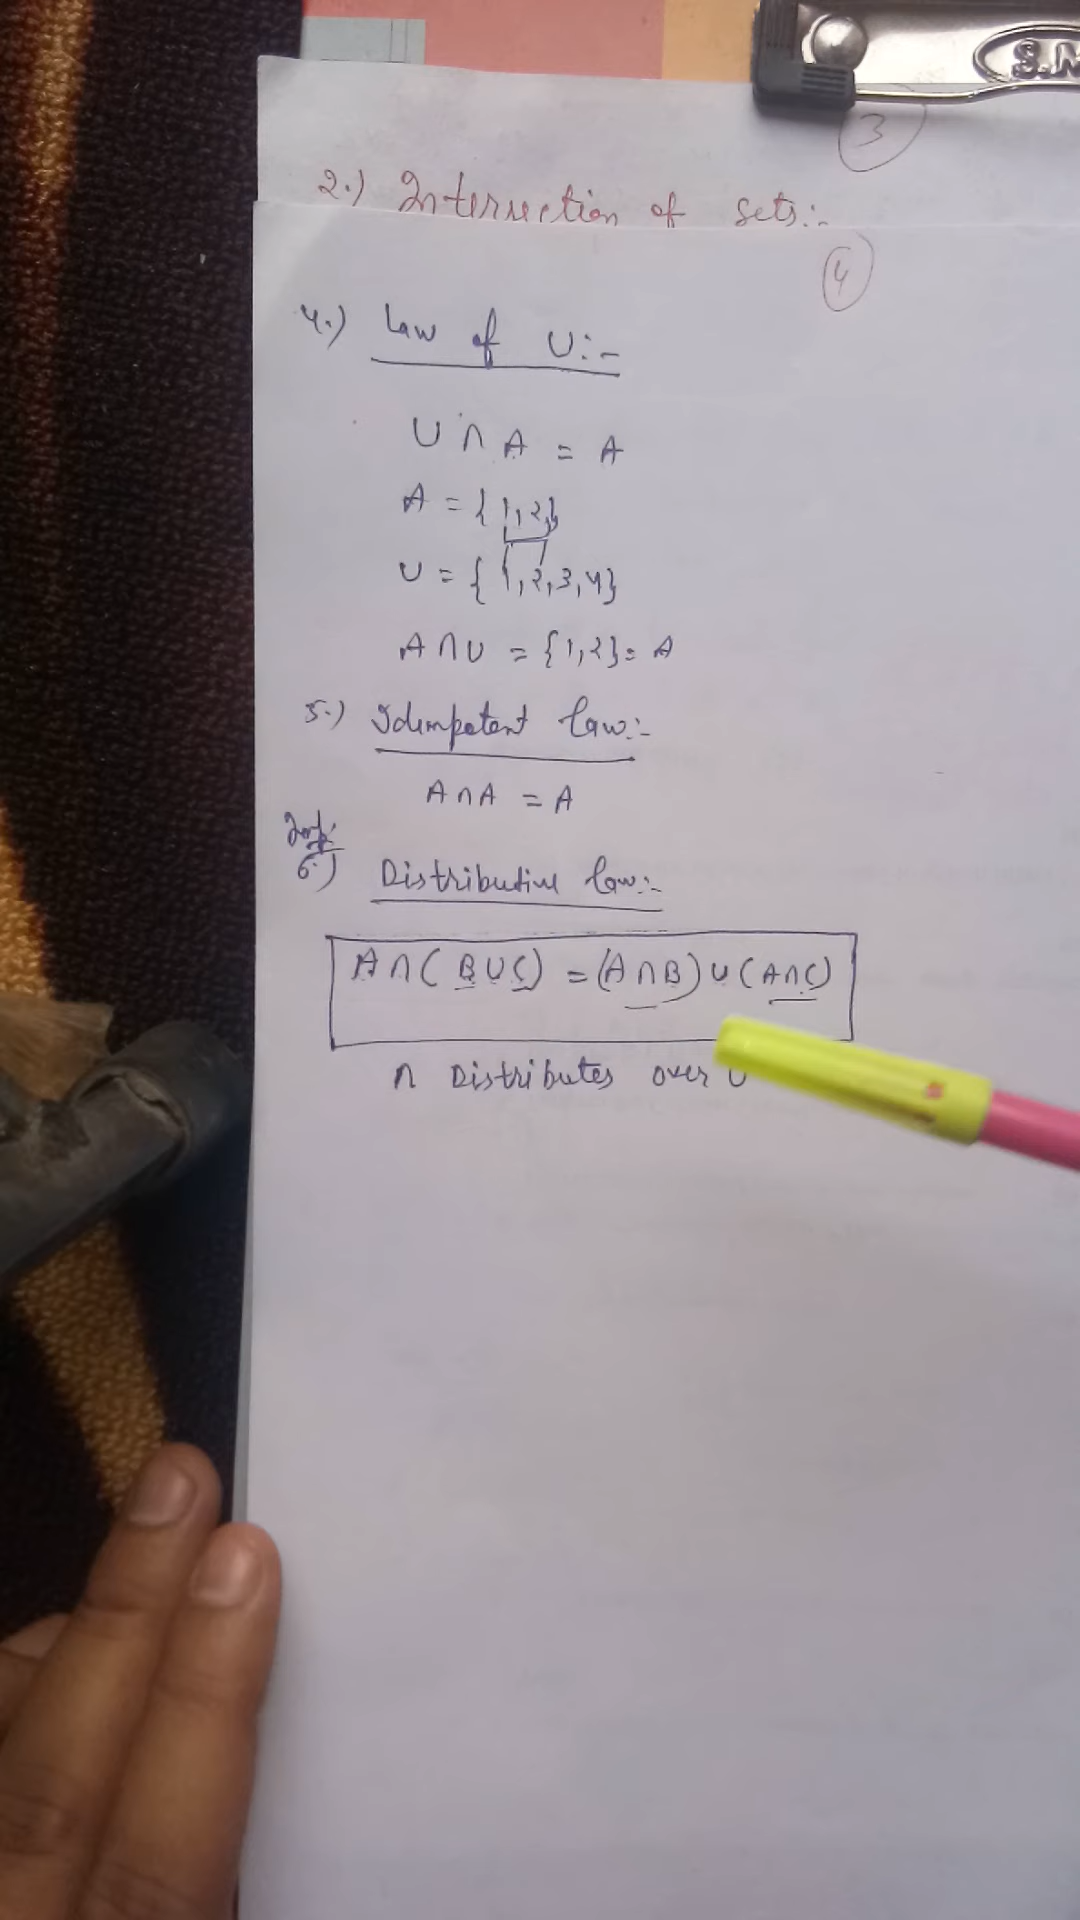 S.M
3
2.) Intersection of sets:-
4
4.) Law of U:-
U ∩ A = A
A = {1,2}
U = {1,2,3,4}
A∩U = {1,2} = A
5.) Idempotent law:-
A∩A = A
Imp:
6.) Distributive law:-
A∩(B∪C) = (A∩B)∪(A∩C)
∩ Distributes over ∪